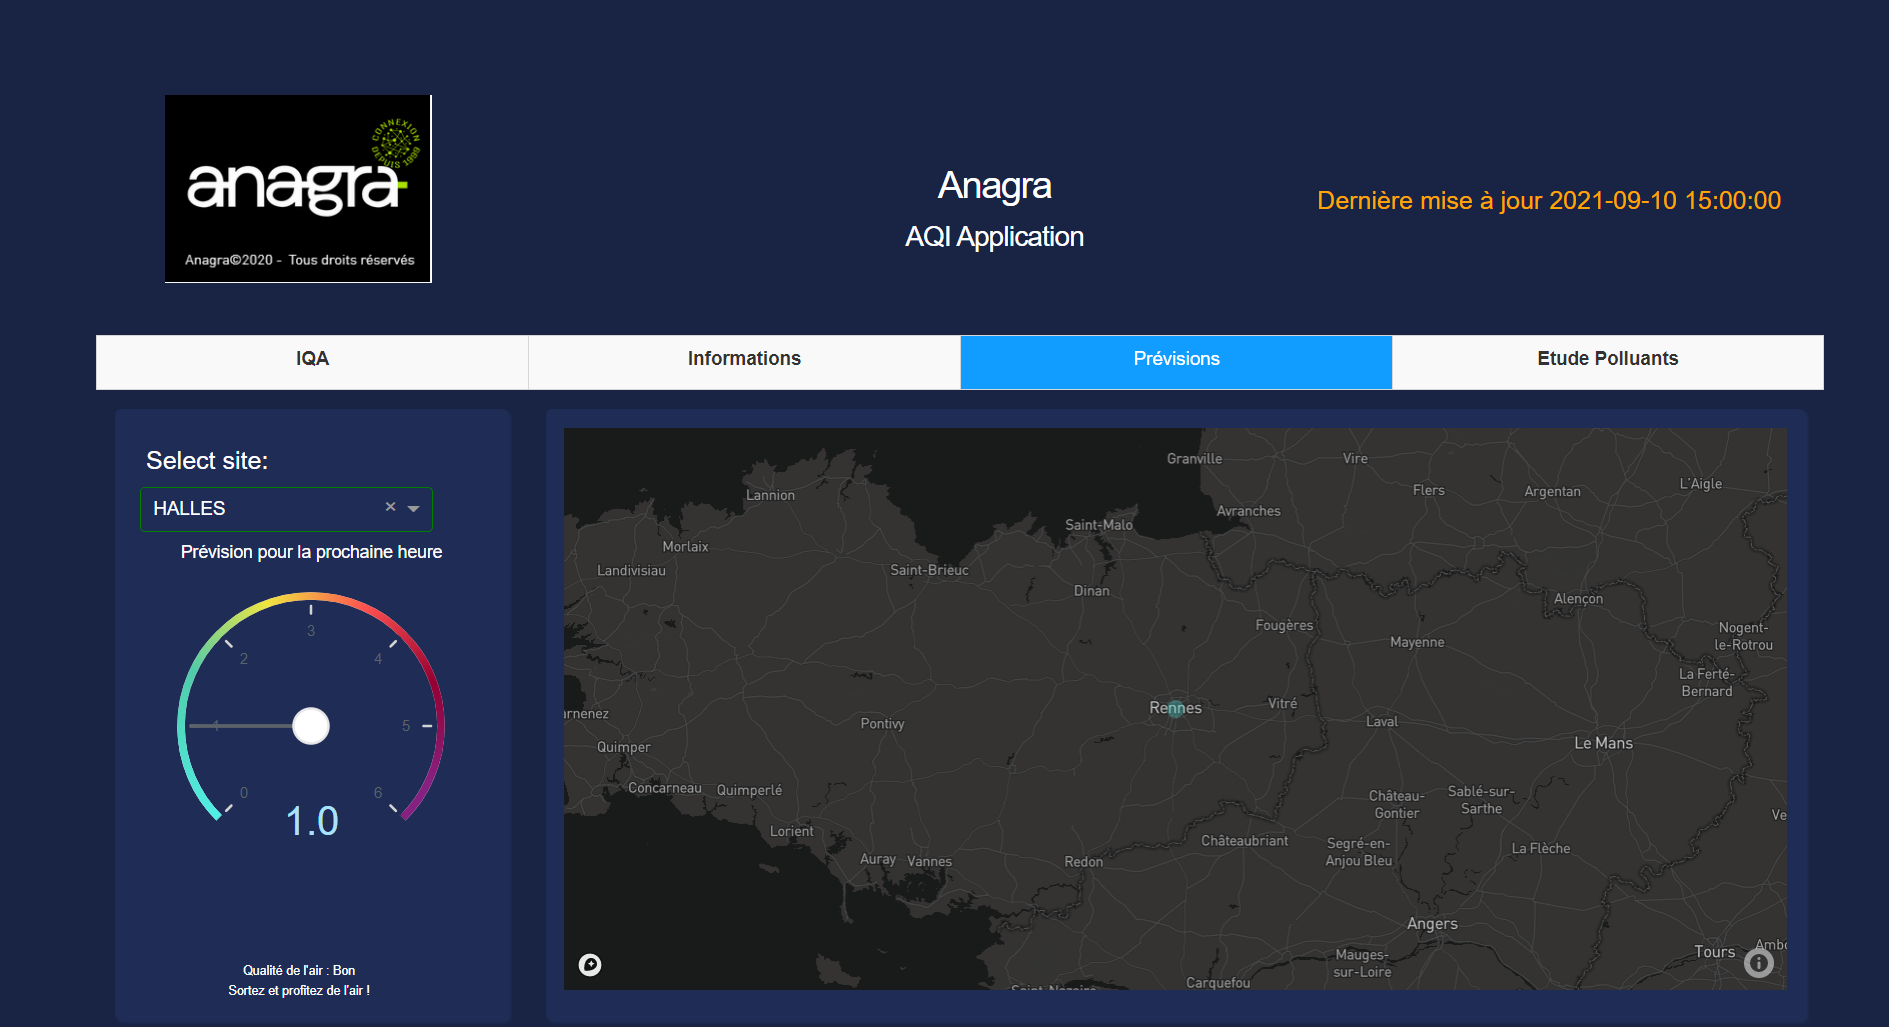 CONNEXION DEPUIS 1999
anagra
Anagra©2020 - Tous droits réservés
Anagra
AQI Application
Dernière mise à jour 2021-09-10 15:00:00
IQA
Informations
Prévisions
Etude Polluants
Select site:
HALLES
Prévision pour la prochaine heure
0
1
2
3
4
5
6
1.0
Qualité de l'air : Bon
Sortez et profitez de l'air !
Granville
Vire
L'Aigle
Flers
Argentan
Lannion
Avranches
Saint-Malo
Morlaix
Landivisiau
Saint-Brieuc
Dinan
Alençon
Fougères
Nogent-
le-Rotrou
Mayenne
La Ferté-
Bernard
Rennes
Vitré
arnenez
Pontivy
Laval
Quimper
Le Mans
Concarneau
Quimperlé
Château-
Gontier
Sablé-sur-
Sarthe
Ve
Lorient
Châteaubriant
Segré-en-
Anjou Bleu
La Flèche
Auray
Vannes
Redon
Angers
Tours
Ambo
Mauges-
sur-Loire
Carquefou
Saint-Nazaire